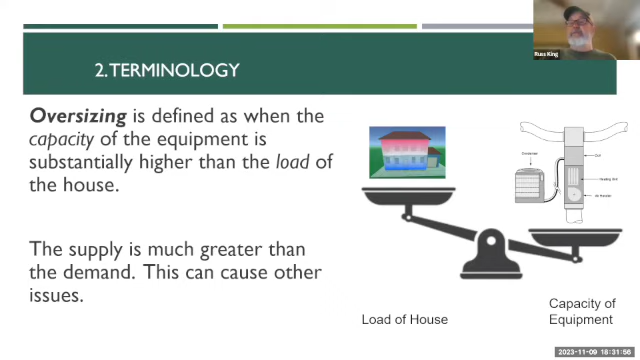 2. TERMINOLOGY
Russ King
Oversizing is defined as when the
capacity of the equipment is
substantially higher than the load of
the house.
The supply is much greater than
the demand. This can cause other
issues.
Condenser
Coil
Load of House
Capacity of
Equipment
2023-11-09 18:31:56